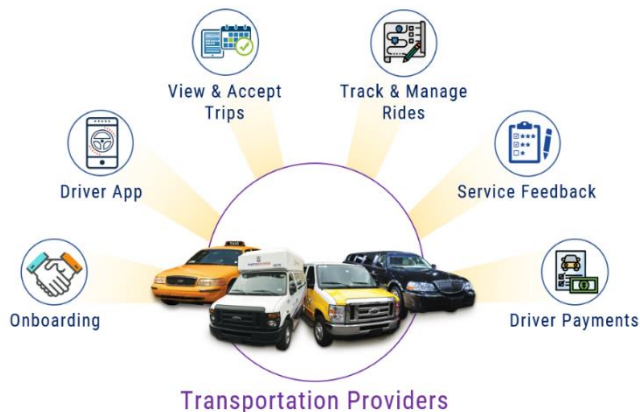 View & Accept
Trips
Track & Manage
Rides
Driver App
Service Feedback
Onboarding
Driver Payments
TAXI
Transportation Providers